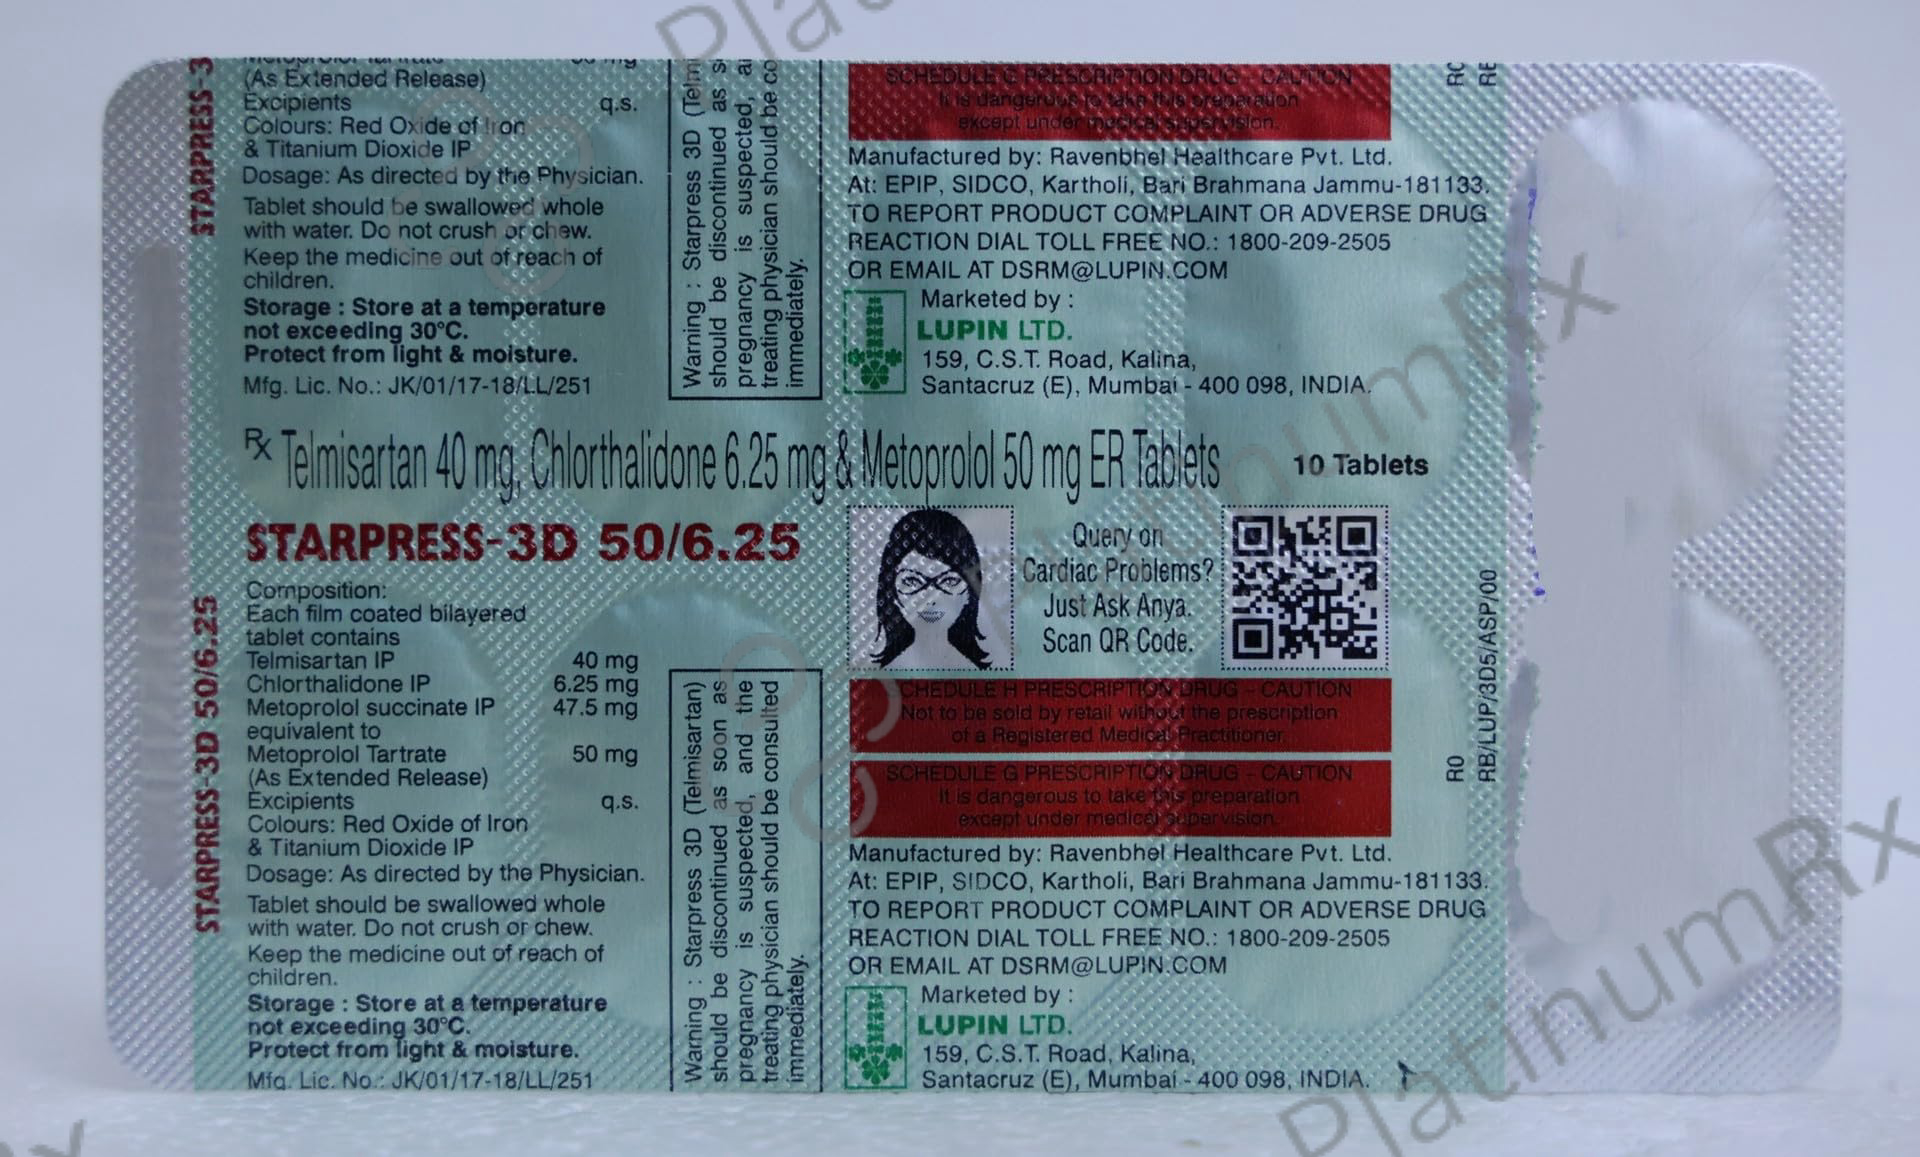 STARPRESS-3
(As Extended Release)
Excipients q.s.
Colours: Red Oxide of Iron
& Titanium Dioxide IP
Dosage: As directed by the Physician.
Tablet should be swallowed whole
with water. Do not crush or chew.
Keep the medicine out of reach of
children.
Storage : Store at a temperature
not exceeding 30°C.
Protect from light & moisture.
Mfg. Lic. No.: JK/01/17-18/LL/251
Warning : Starpress 3D (Telmi
should be discontinued as s
pregnancy is suspected, a
treating physician should be co
immediately.
SCHEDULE G PRESCRIPTION DRUG - CAUTION
It is dangerous to take this preparation
except under medical supervision.
Manufactured by: Ravenbhel Healthcare Pvt. Ltd.
At: EPIP, SIDCO, Kartholi, Bari Brahmana Jammu-181133.
TO REPORT PRODUCT COMPLAINT OR ADVERSE DRUG
REACTION DIAL TOLL FREE NO.: 1800-209-2505
OR EMAIL AT DSRM@LUPIN.COM
Marketed by :
LUPIN LTD.
159, C.S.T. Road, Kalina,
Santacruz (E), Mumbai - 400 098, INDIA.
Rx Telmisartan 40 mg, Chlorthalidone 6.25 mg & Metoprolol 50 mg ER Tablets 10 Tablets
STARPRESS-3D 50/6.25
Query on
Cardiac Problems?
Just Ask Anya.
Scan QR Code.
STARPRESS-3D 50/6.25
Composition:
Each film coated bilayered
tablet contains
Telmisartan IP 40 mg
Chlorthalidone IP 6.25 mg
Metoprolol succinate IP 47.5 mg
equivalent to
Metoprolol Tartrate 50 mg
(As Extended Release)
Excipients q.s.
Colours: Red Oxide of Iron
& Titanium Dioxide IP
Dosage: As directed by the Physician.
Tablet should be swallowed whole
with water. Do not crush or chew.
Keep the medicine out of reach of
children.
Storage : Store at a temperature
not exceeding 30°C.
Protect from light & moisture.
Mfg. Lic. No.: JK/01/17-18/LL/251
Warning : Starpress 3D (Telmisartan)
should be discontinued as soon as
pregnancy is suspected, and the
treating physician should be consulted
immediately.
CHEDULE H PRESCRIPTION DRUG - CAUTION
Not to be sold by retail without the prescription
of a Registered Medical Practitioner.
SCHEDULE G PRESCRIPTION DRUG - CAUTION
It is dangerous to take this preparation
except under medical supervision.
Manufactured by: Ravenbhel Healthcare Pvt. Ltd.
At: EPIP, SIDCO, Kartholi, Bari Brahmana Jammu-181133.
TO REPORT PRODUCT COMPLAINT OR ADVERSE DRUG
REACTION DIAL TOLL FREE NO.: 1800-209-2505
OR EMAIL AT DSRM@LUPIN.COM
Marketed by :
LUPIN LTD.
159, C.S.T. Road, Kalina,
Santacruz (E), Mumbai - 400 098, INDIA.
R0
RB/LUP/3D5/ASP/00
PlatinumRx
PlatinumRx